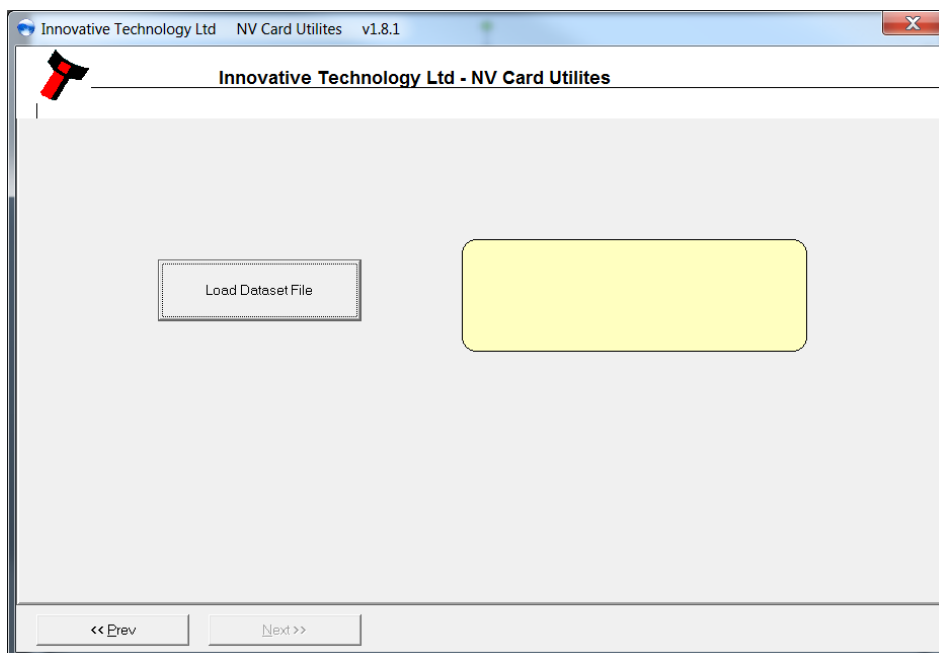 Innovative Technology Ltd NV Card Utilites v1.8.1
Innovative Technology Ltd - NV Card Utilites
Load Dataset File
<< Prev
Next >>